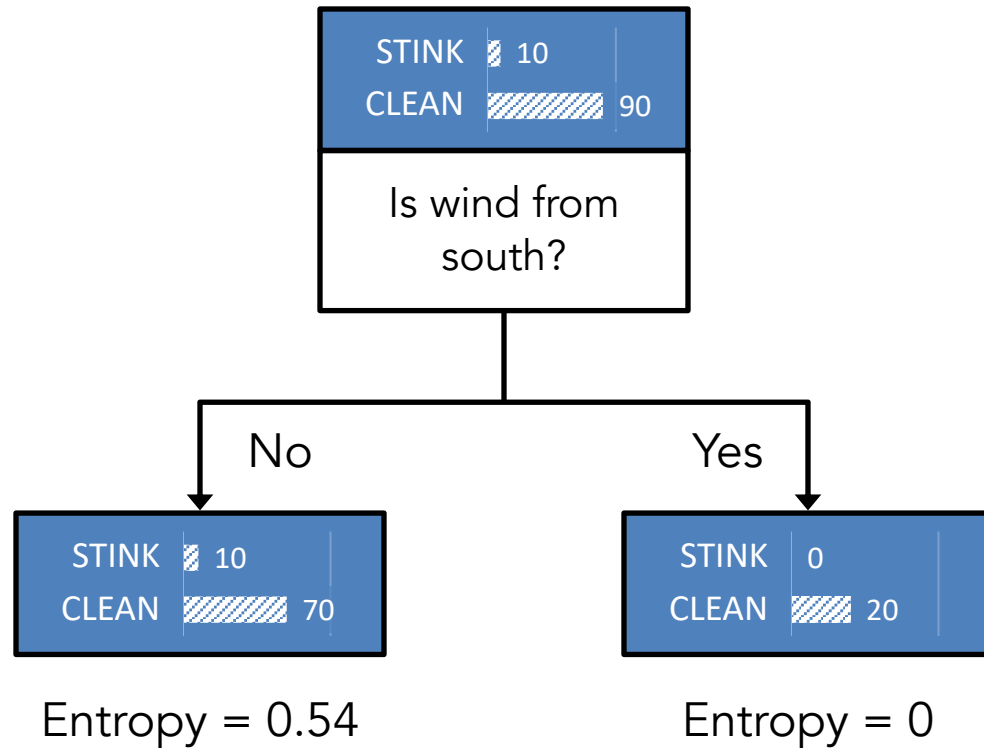 STINK 10
CLEAN 90
Is wind from
south?
No
Yes
STINK 10
CLEAN 70
STINK 0
CLEAN 20
Entropy = 0.54
Entropy = 0